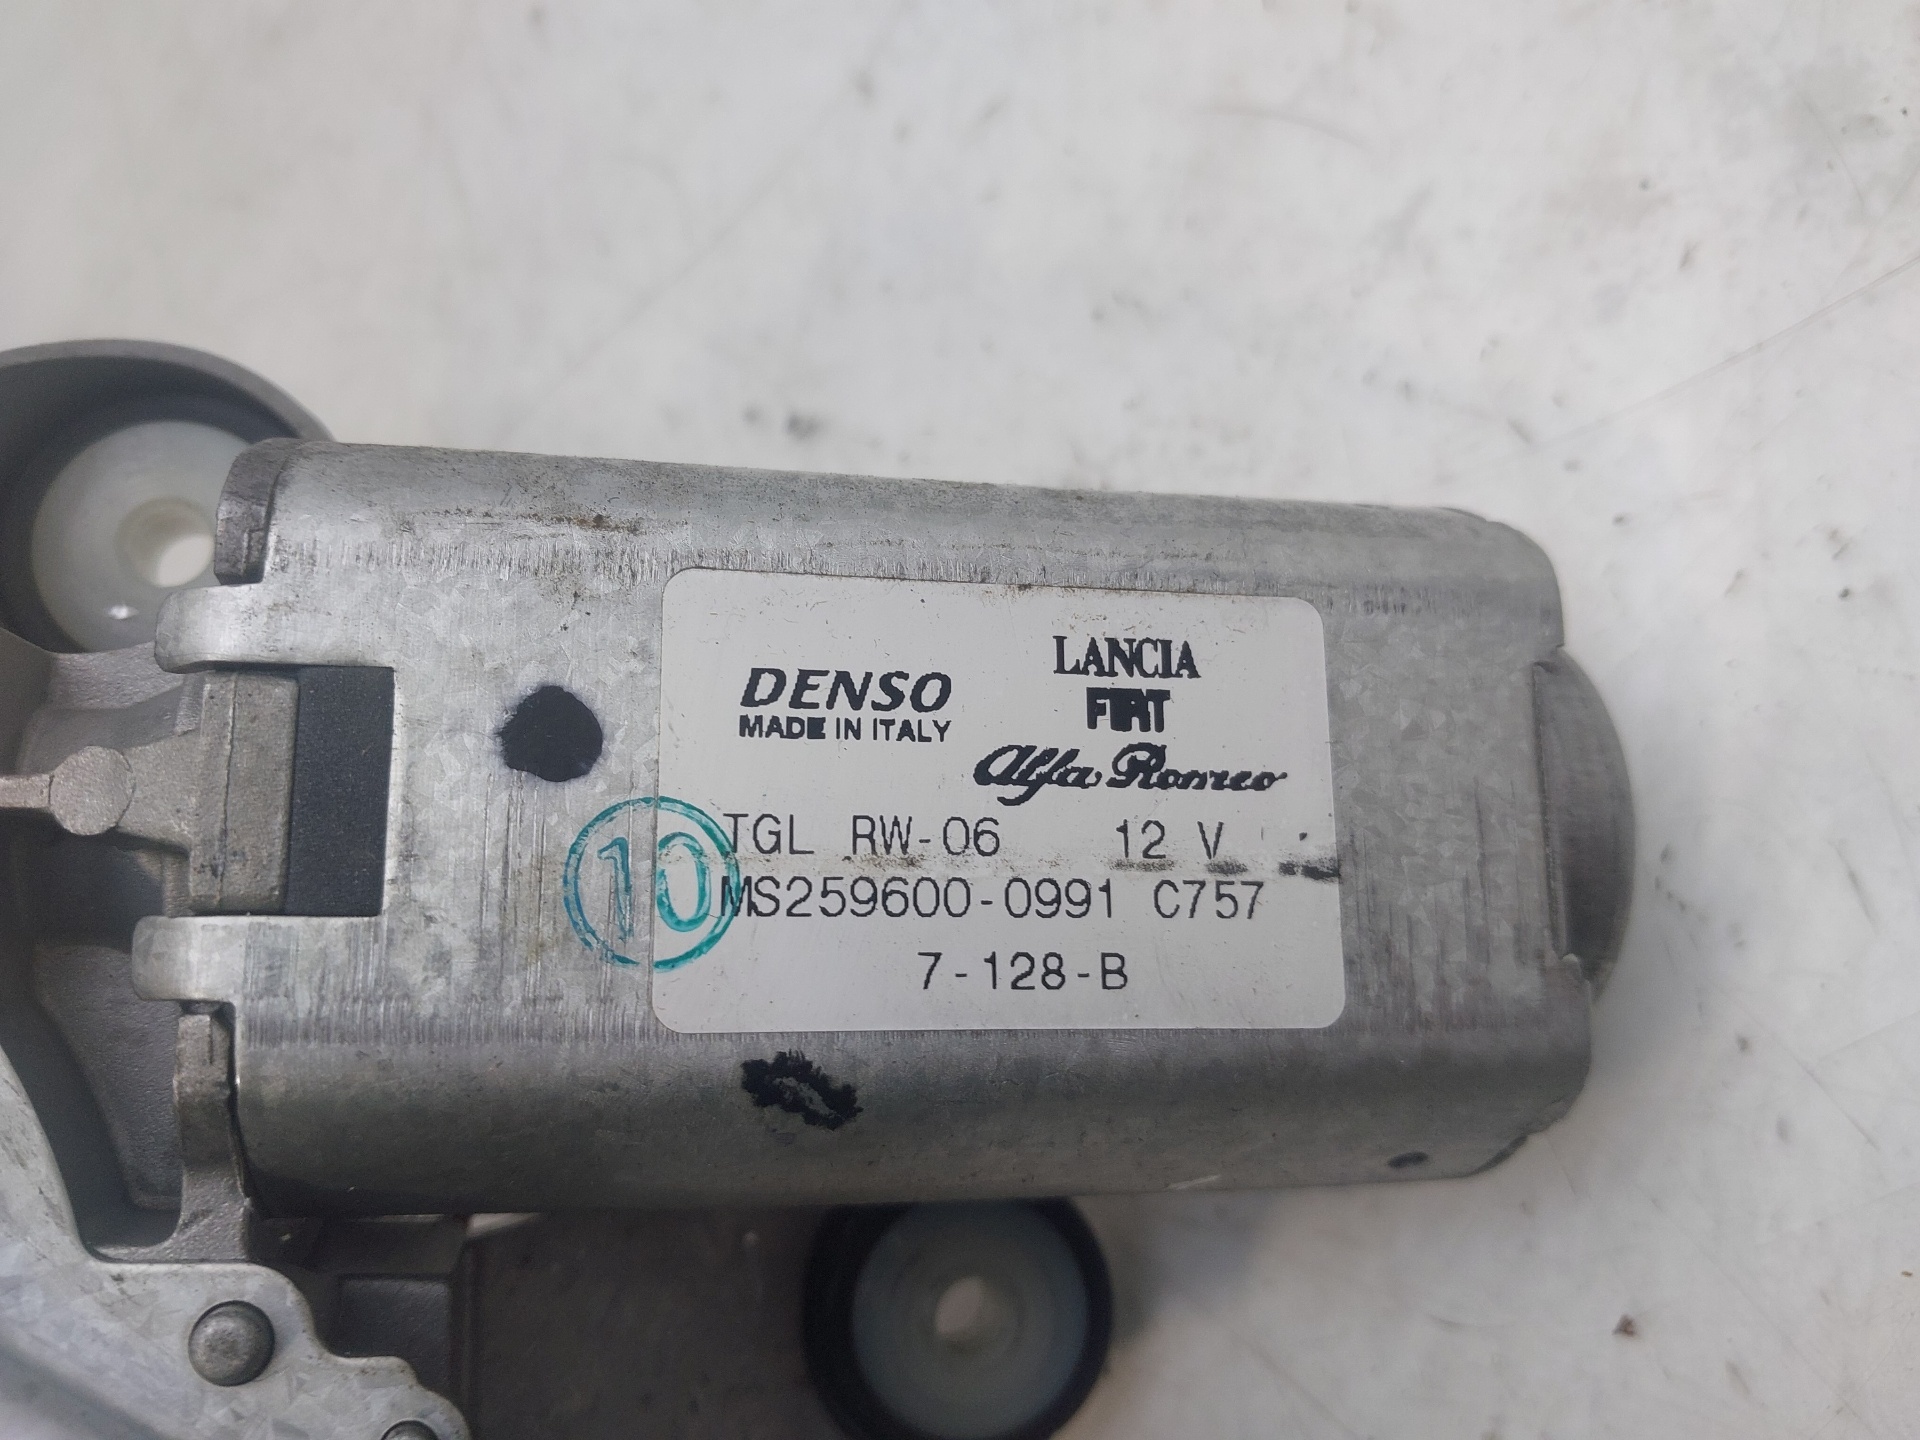 DENSO
MADE IN ITALY
LANCIA
FIAT
Alfa Romeo
TGL RW-06 12 V
10
MS259600-0991 C757
7-128-B